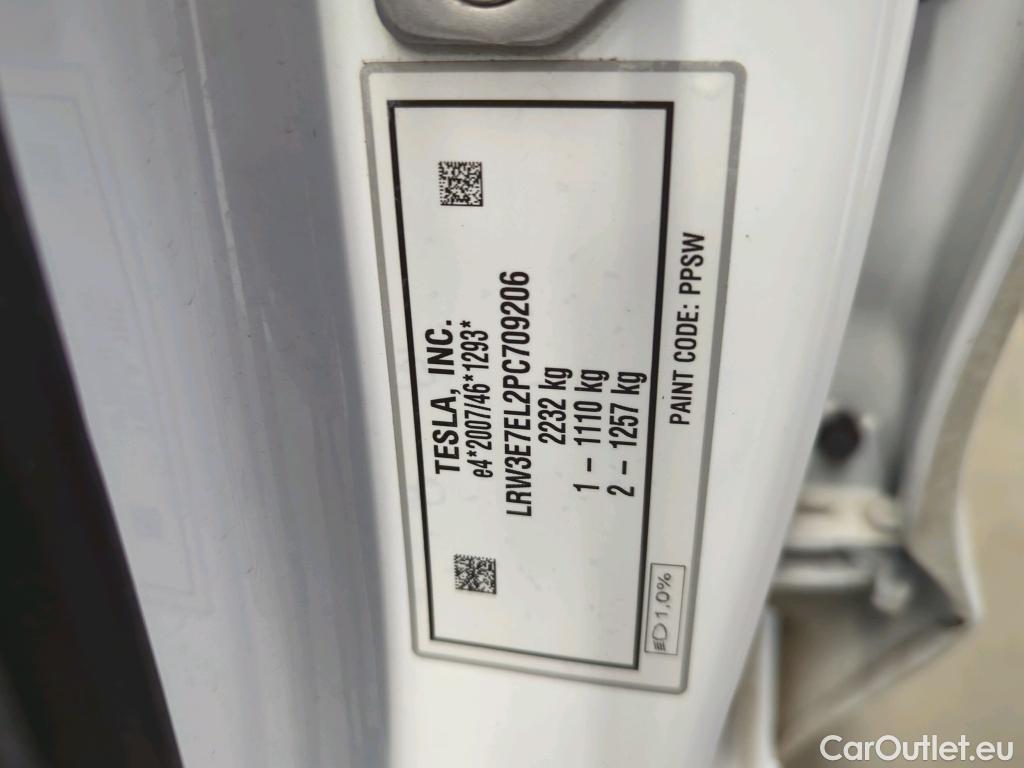 TESLA, INC.
e4*2007/46*1293*
LRW3E7EL2PC709206
2232 kg
1 – 1110 kg
2 – 1257 kg
1,0%
PAINT CODE: PPSW
CarOutlet.eu